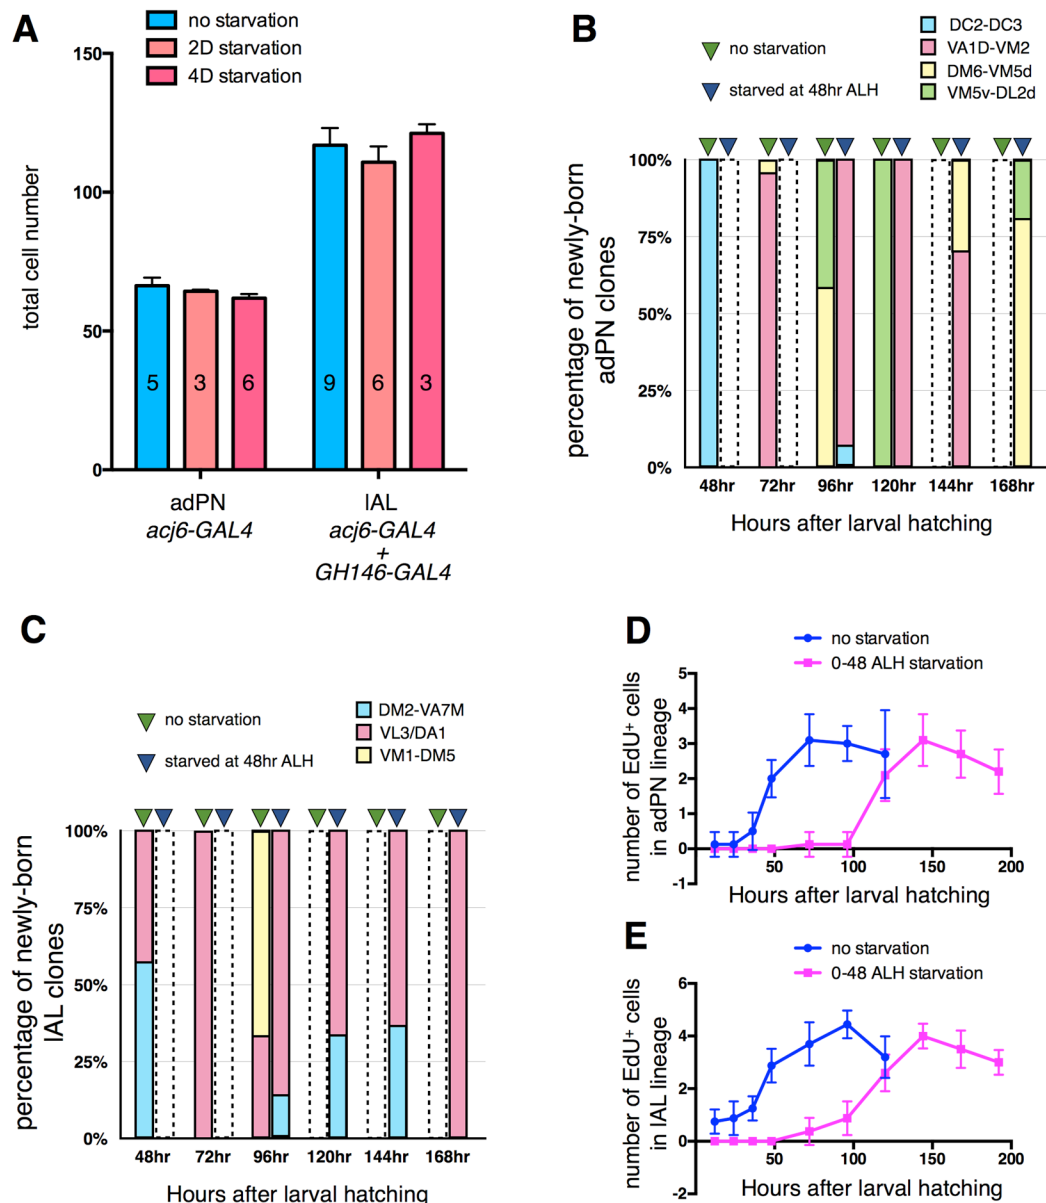 A
no starvation
2D starvation
4D starvation
150
100
50
0
total cell number
5
3
6
9
6
3
adPN
acj6-GAL4
lAL
acj6-GAL4
+
GH146-GAL4
B
no starvation
starved at 48hr ALH
DC2-DC3
VA1D-VM2
DM6-VM5d
VM5v-DL2d
100%
75%
50%
25%
0%
percentage of newly-born
adPN clones
48hr
72hr
96hr
120hr
144hr
168hr
Hours after larval hatching
C
no starvation
starved at 48hr ALH
DM2-VA7M
VL3/DA1
VM1-DM5
100%
75%
50%
25%
0%
percentage of newly-born
lAL clones
48hr
72hr
96hr
120hr
144hr
168hr
Hours after larval hatching
D
no starvation
0-48 ALH starvation
5
4
3
2
1
0
-1
number of EdU⁺ cells
in adPN lineage
50
100
150
200
Hours after larval hatching
E
no starvation
0-48 ALH starvation
6
4
2
0
-2
number of EdU⁺ cells
in lAL lineage
50
100
150
200
Hours after larval hatching